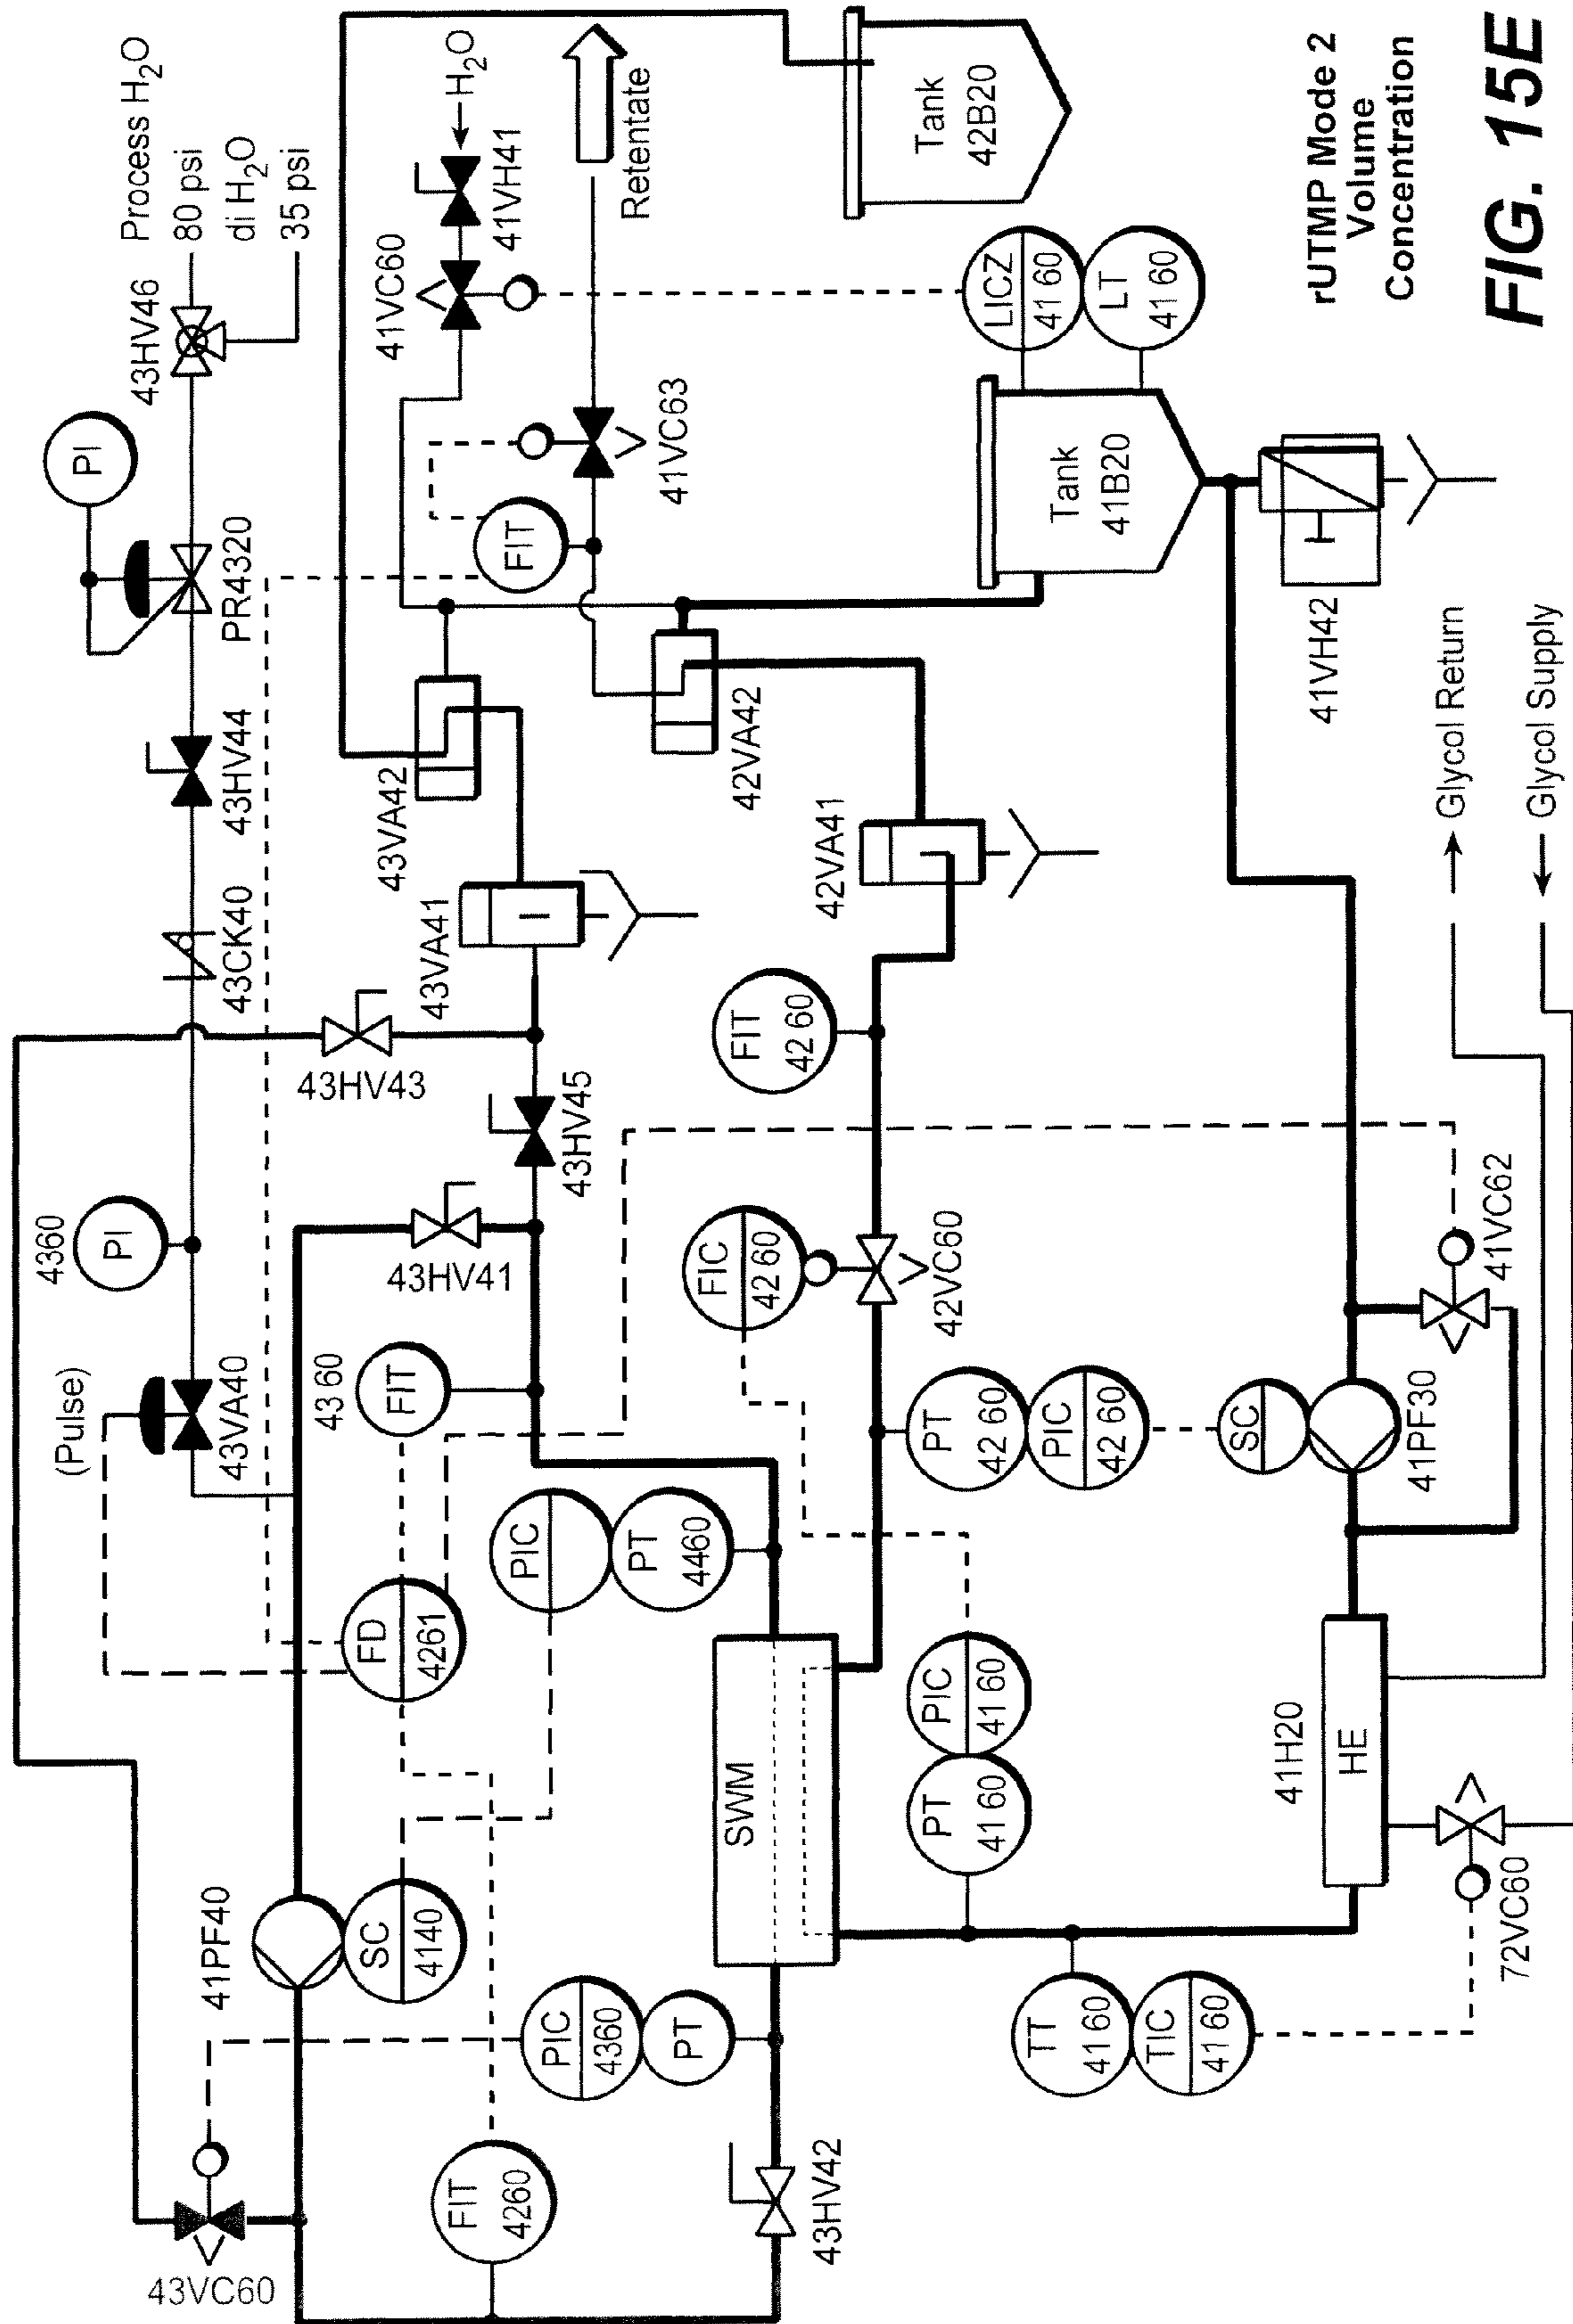 Process H2O
80 psi
di H2O
35 psi
43HV46
PI
PR4320
43HV44
43CK40
4360
PI
(Pulse)
43VA40
H2O
41VH41
41VC60
Retentate
41VC63
FIT
Tank
42B20
43VA42
42VA42
43VA41
42VA41
43HV43
43HV45
43HV41
43 60
FIT
FD
4261
PIC
PT
4460
41PF40
SC
4140
43VC60
PIC
4360
PT
FIT
4260
43HV42
SWM
FIT
42 60
FIC
42 60
42VC60
PT
42 60
PIC
42 60
PIC
41 60
PT
41 60
TT
41 60
TIC
41 60
LICZ
41 60
LT
41 60
Tank
41B20
41VH42
SC
41PF30
41VC62
41H20
HE
72VC60
Glycol Return
Glycol Supply
rUTMP Mode 2
Volume
Concentration
FIG. 15E